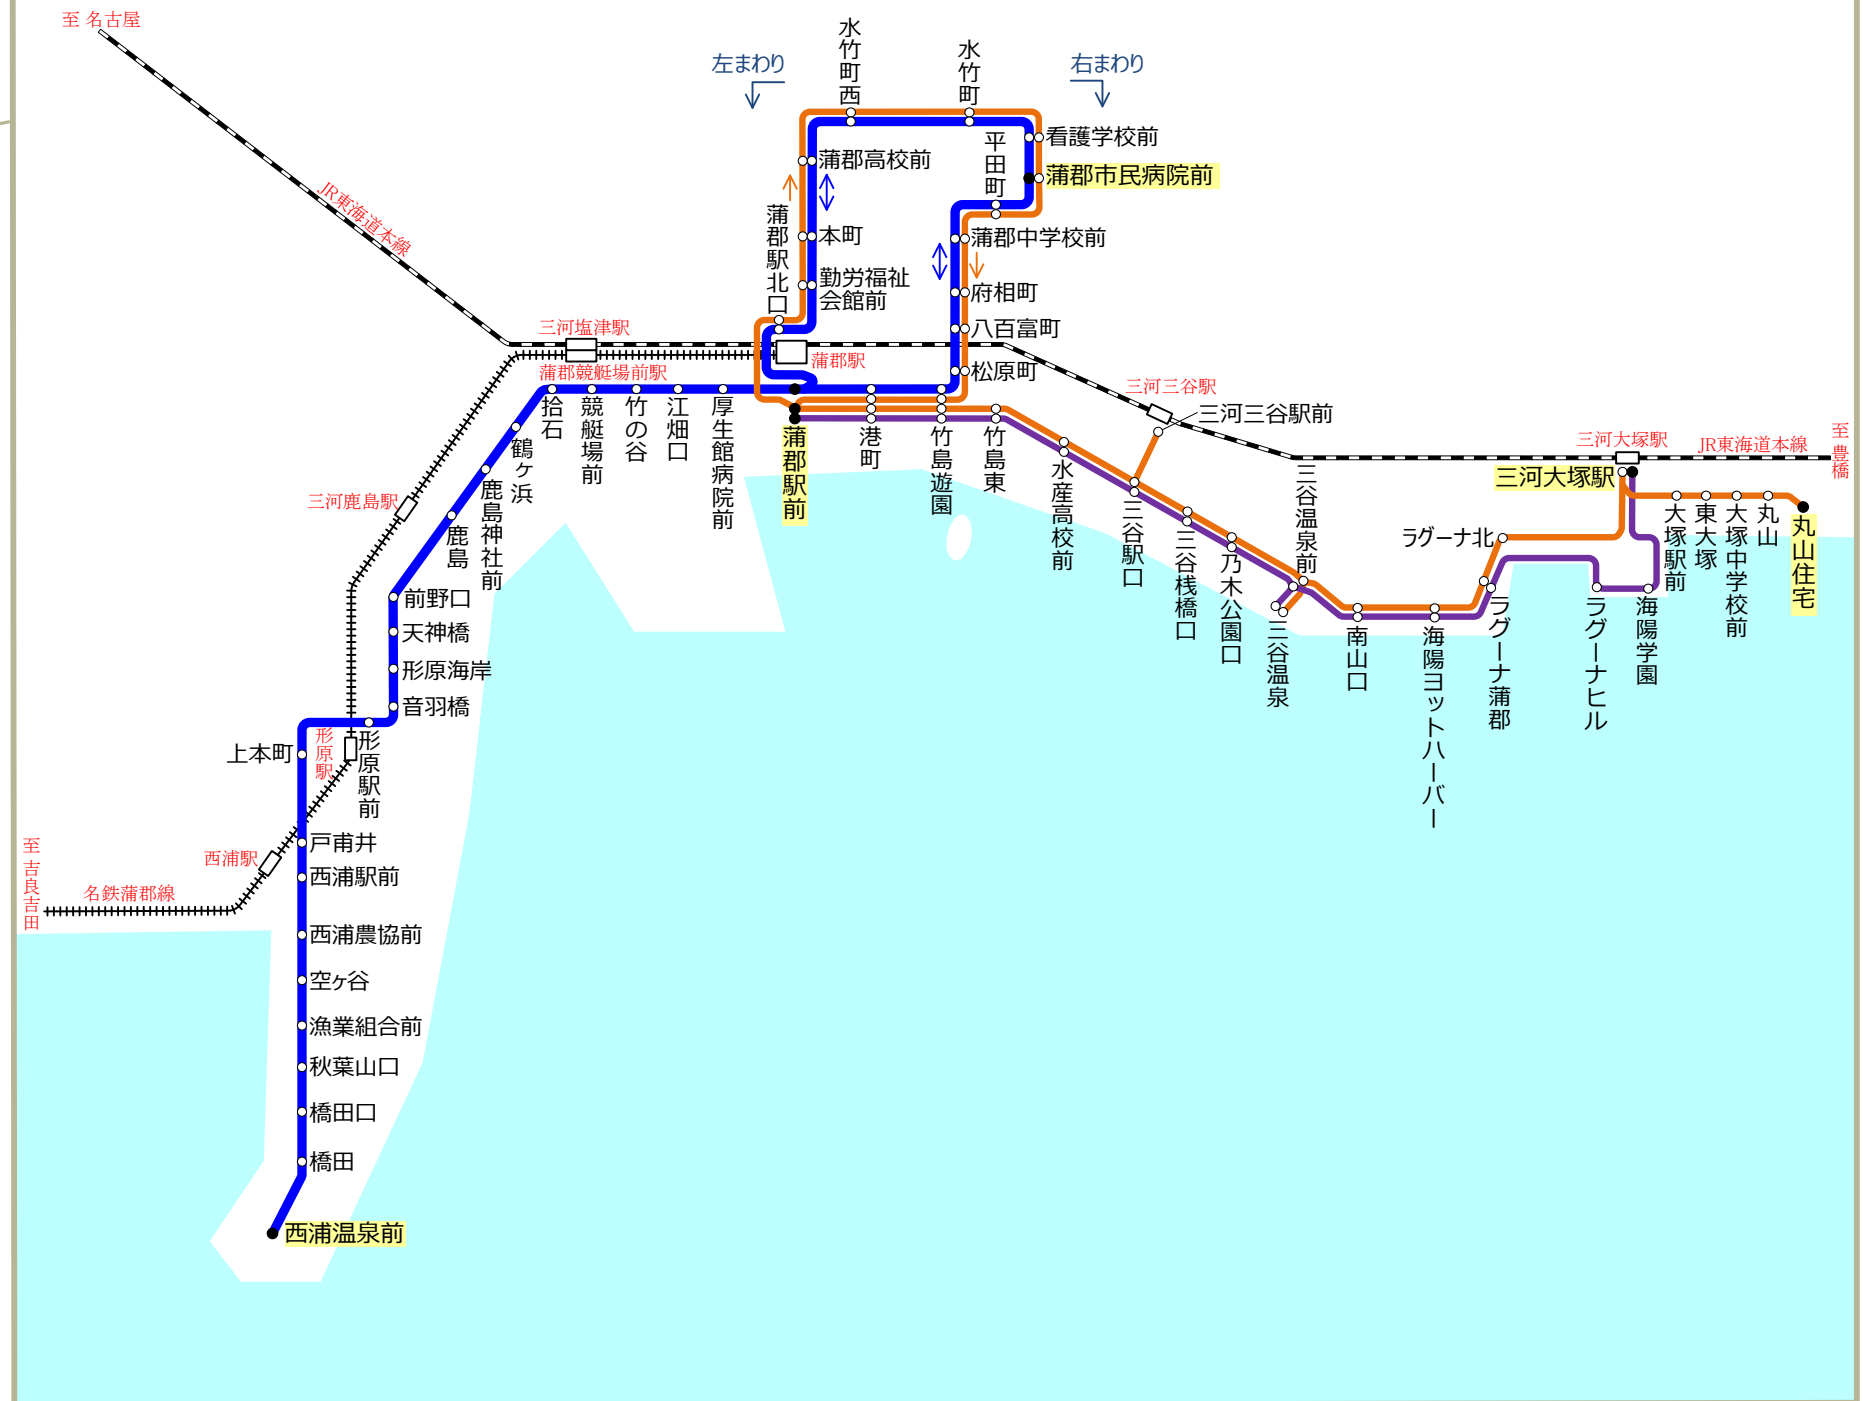 至 名古屋
左まわり
水竹町西
水竹町
右まわり
看護学校前
平田町
蒲郡高校前
蒲郡市民病院前
JR東海道本線
蒲郡駅北口
本町
蒲郡中学校前
勤労福祉
会館前
府相町
三河塩津駅
八百富町
蒲郡駅
蒲郡競艇場前駅
松原町
三河三谷駅
三河三谷駅前
拾石
競艇場前
竹の谷
江畑口
厚生館病院前
蒲郡駅前
港町
竹島遊園
竹島東
水産高校前
三谷駅口
三谷桟橋口
乃木公園口
三谷温泉前
三谷温泉
三河大塚駅
JR東海道本線
至 豊橋
三河大塚駅
ラグーナ北
大塚駅前
東大塚
大塚中学校前
丸山
丸山住宅
鶴ヶ浜
三河鹿島駅
鹿島神社前
鹿島
南山口
海陽ヨットハーバー
ラグーナ蒲郡
ラグーナヒル
海陽学園
前野口
天神橋
形原海岸
音羽橋
上本町
形原駅
形原駅前
戸甫井
至 吉良吉田
西浦駅
西浦駅前
名鉄蒲郡線
西浦農協前
空ヶ谷
漁業組合前
秋葉山口
橋田口
橋田
西浦温泉前